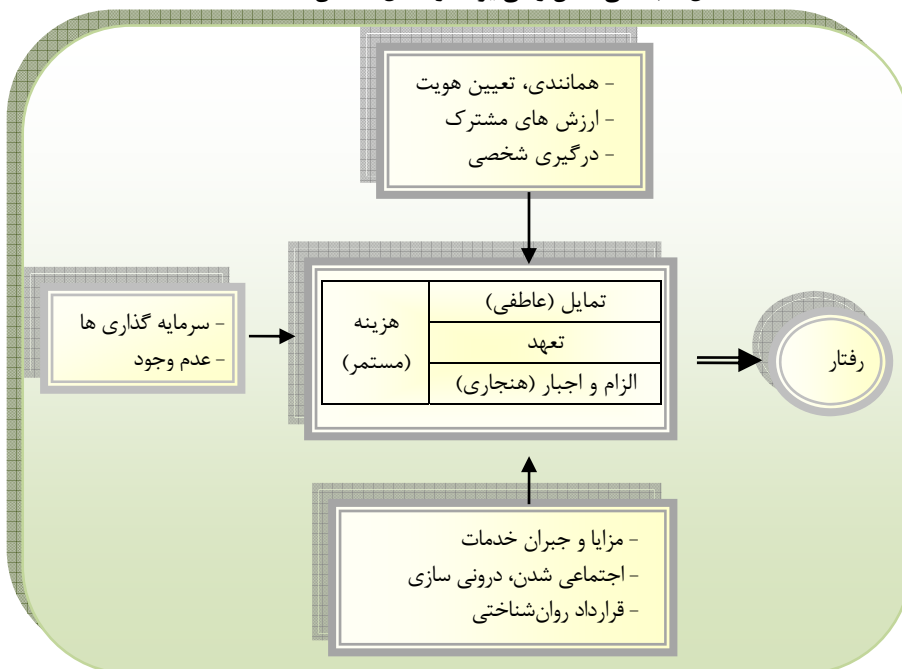 - همانندی، تعیین هویت
- ارزش های مشترک
- درگیری شخصی
تمایل (عاطفی)
هزینه
(مستمر)
تعهد
الزام و اجبار (هنجاری)
- سرمایه گذاری ها
- عدم وجود
رفتار
- مزایا و جبران خدمات
- اجتماعی شدن، درونی سازی
- قرارداد روان‌شناختی